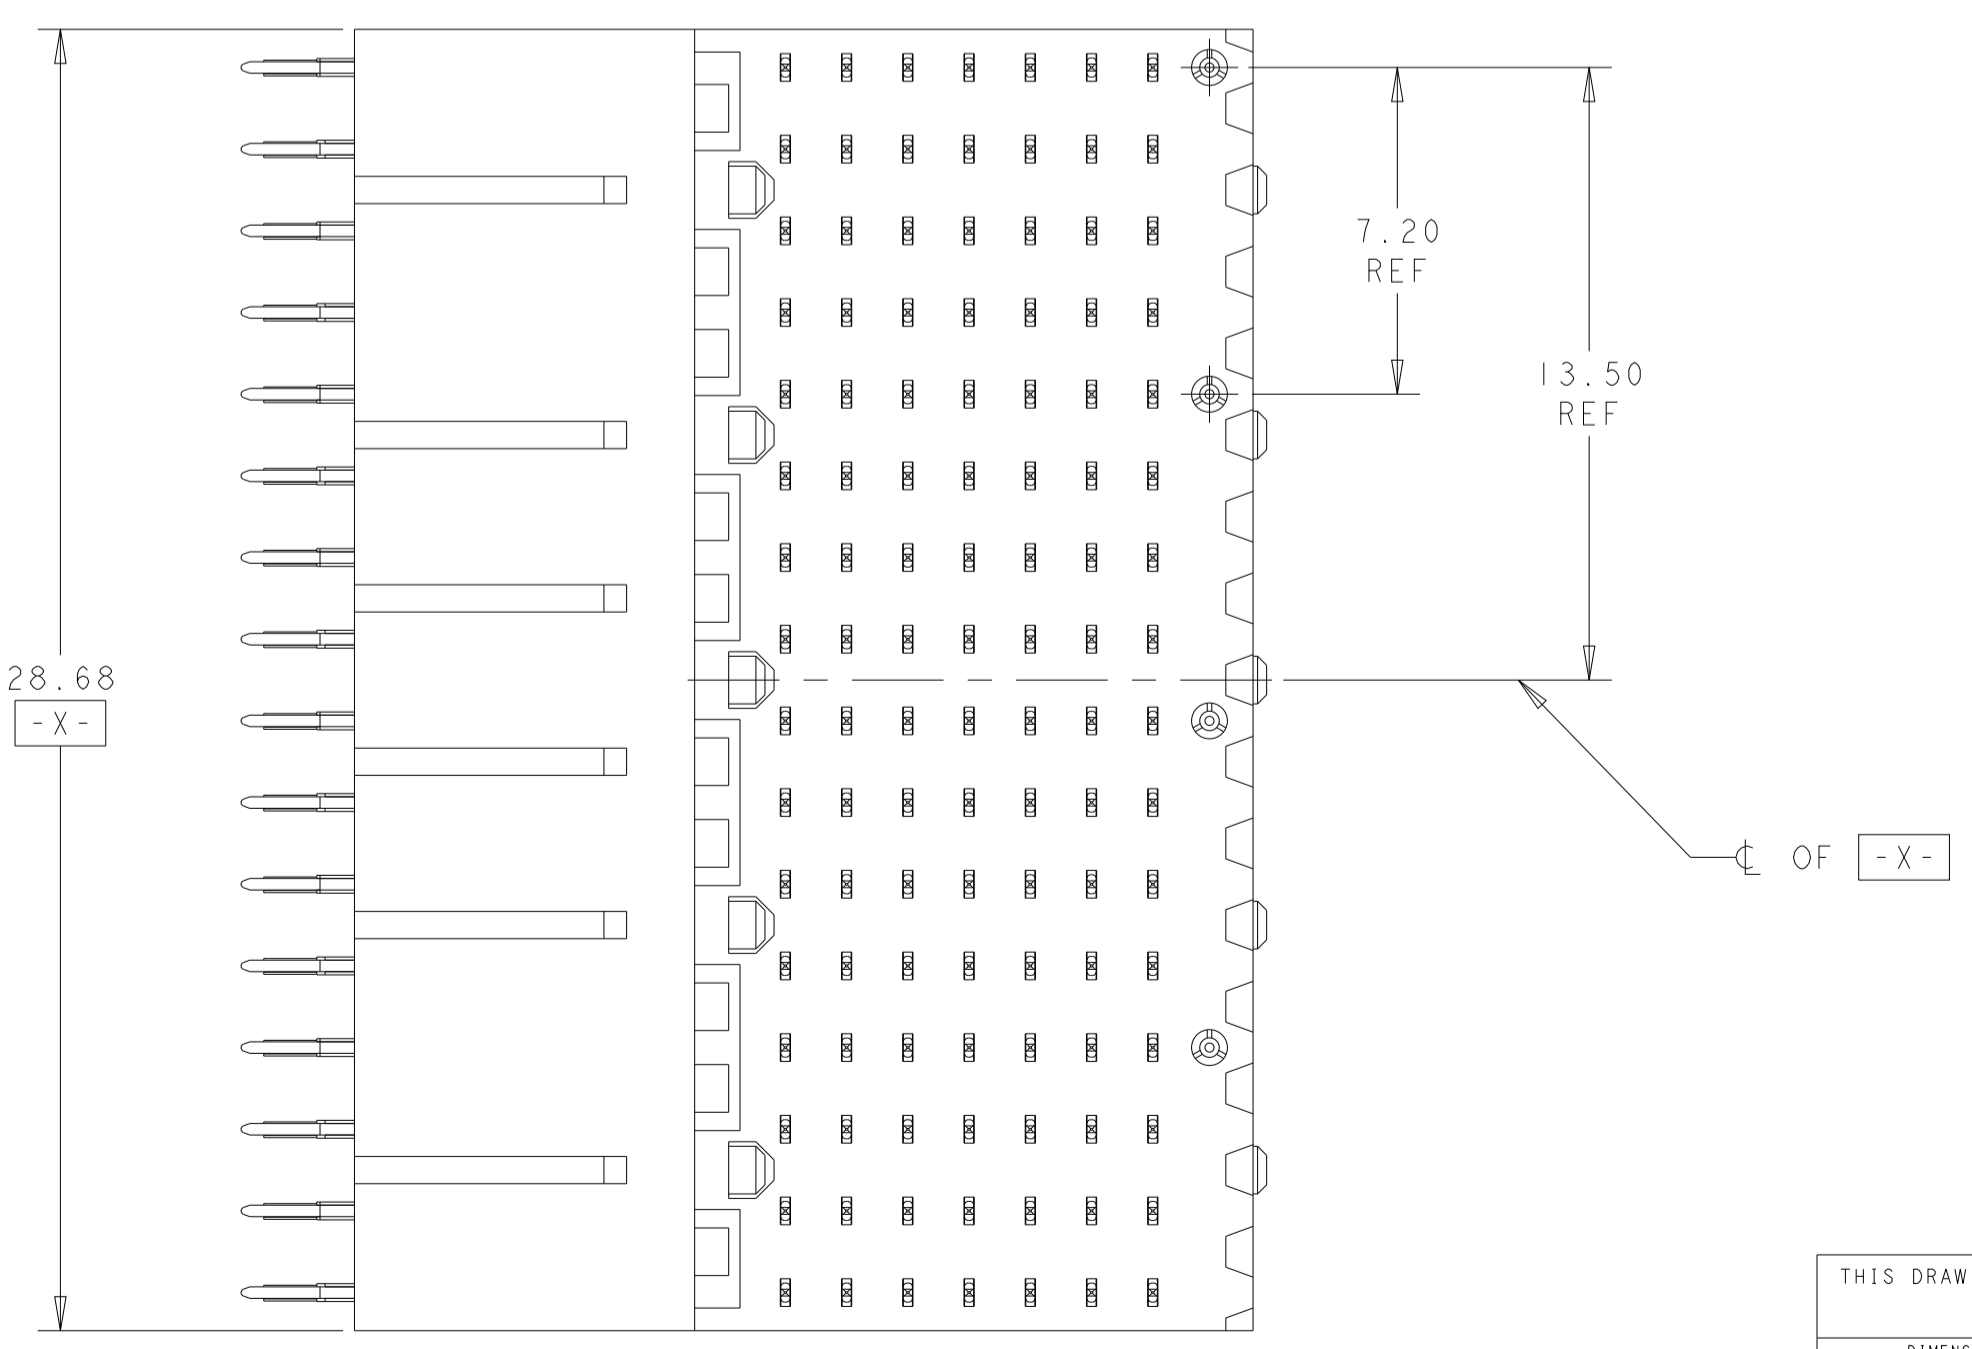 7.20
REF
13.50
REF
28.68
-X-
℄ OF -X-
THIS DRAW